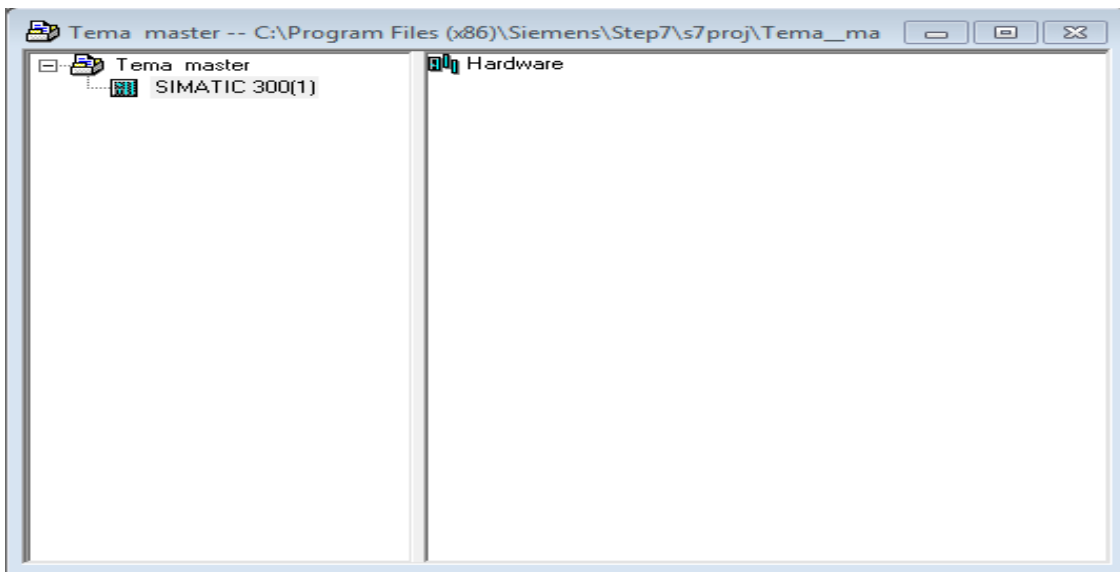 Tema master -- C:\Program Files (x86)\Siemens\Step7\s7proj\Tema__ma
Tema master
SIMATIC 300(1)
Hardware